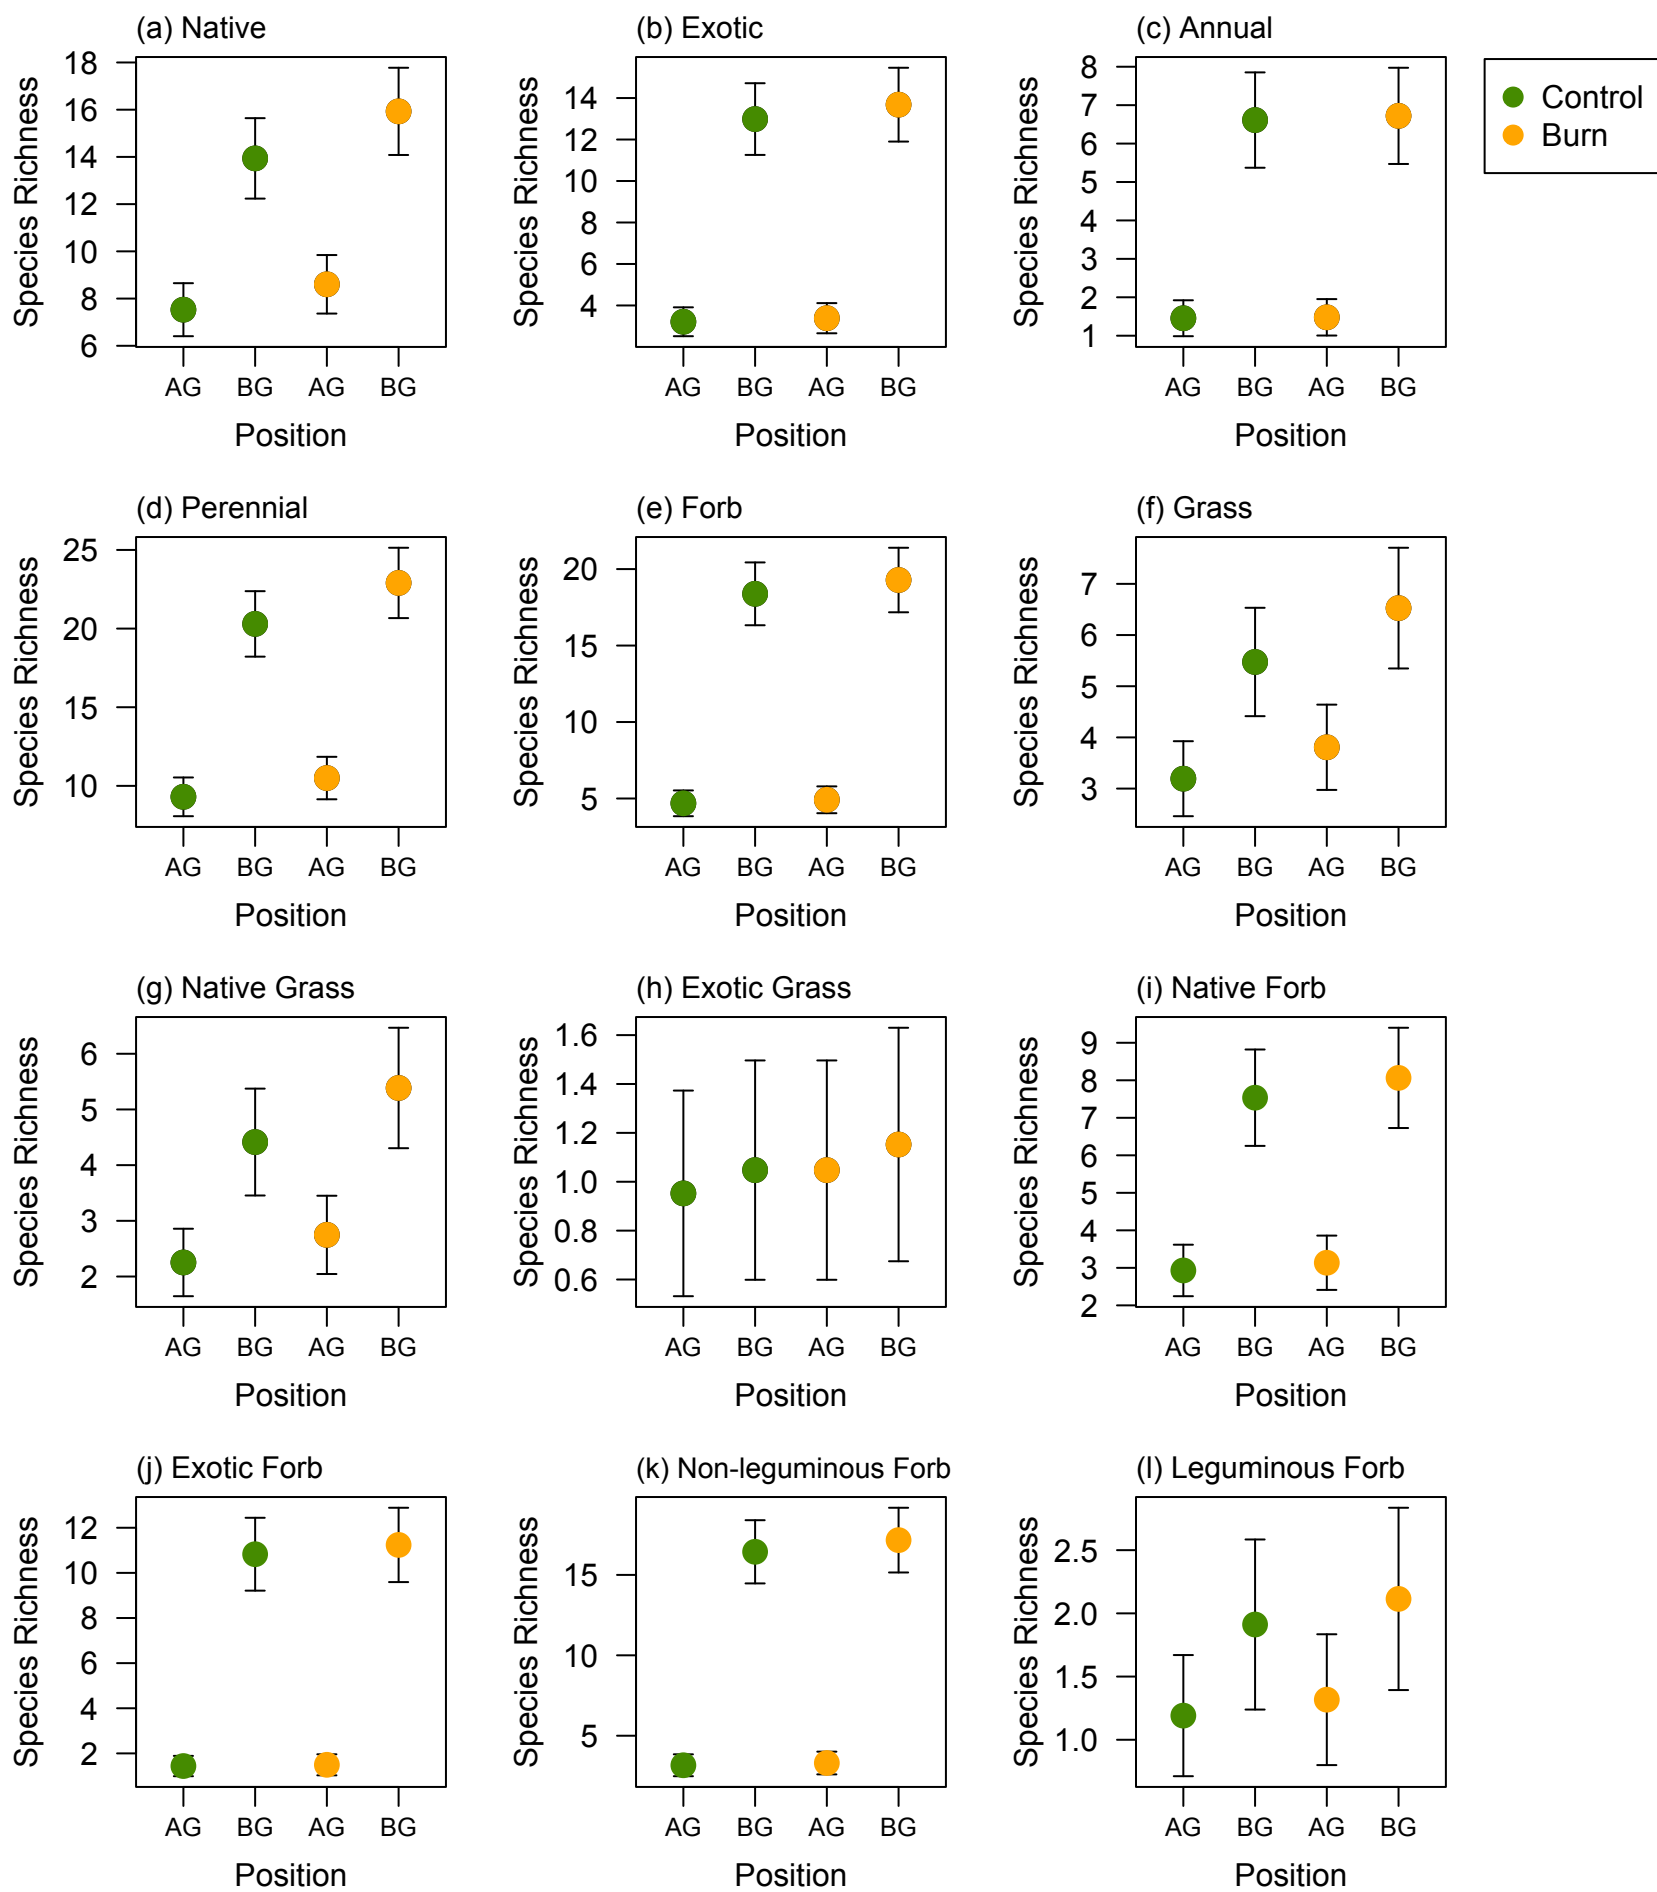 (a) Native
Species Richness
18
16
14
12
10
8
6
AG BG AG BG
Position
(b) Exotic
Species Richness
14
12
10
8
6
4
AG BG AG BG
Position
(c) Annual
Species Richness
8
7
6
5
4
3
2
1
AG BG AG BG
Position
Control
Burn
(d) Perennial
Species Richness
25
20
15
10
AG BG AG BG
Position
(e) Forb
Species Richness
20
15
10
5
AG BG AG BG
Position
(f) Grass
Species Richness
7
6
5
4
3
AG BG AG BG
Position
(g) Native Grass
Species Richness
6
5
4
3
2
AG BG AG BG
Position
(h) Exotic Grass
Species Richness
1.6
1.4
1.2
1.0
0.8
0.6
AG BG AG BG
Position
(i) Native Forb
Species Richness
9
8
7
6
5
4
3
2
AG BG AG BG
Position
(j) Exotic Forb
Species Richness
12
10
8
6
4
2
AG BG AG BG
Position
(k) Non-leguminous Forb
Species Richness
15
10
5
AG BG AG BG
Position
(l) Leguminous Forb
Species Richness
2.5
2.0
1.5
1.0
AG BG AG BG
Position